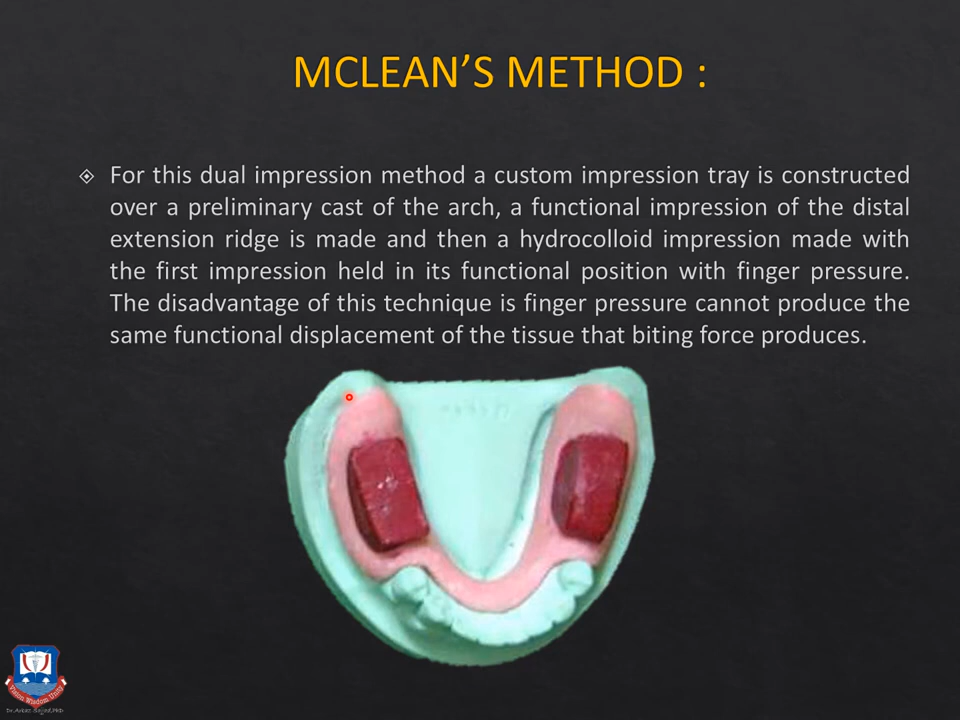 MCLEAN’S METHOD :
For this dual impression method a custom impression tray is constructed
over a preliminary cast of the arch, a functional impression of the distal
extension ridge is made and then a hydrocolloid impression made with
the first impression held in its functional position with finger pressure.
The disadvantage of this technique is finger pressure cannot produce the
same functional displacement of the tissue that biting force produces.
Vision Wisdom Unity